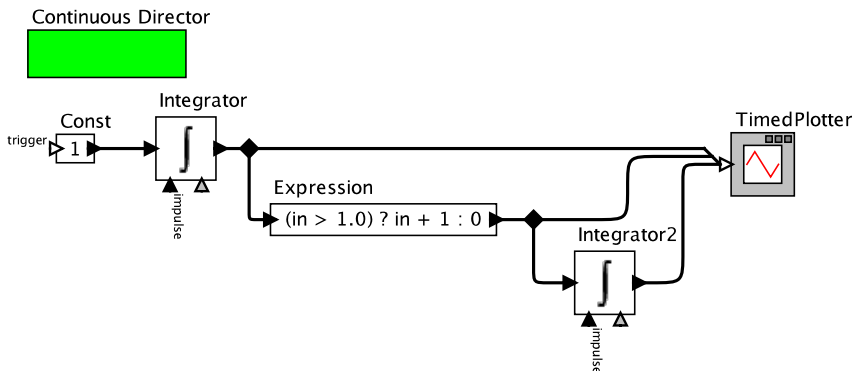 Continuous Director
Integrator
Const
TimedPlotter
trigger
1
∫
impulse
Expression
(in > 1.0) ? in + 1 : 0
Integrator2
∫
impulse